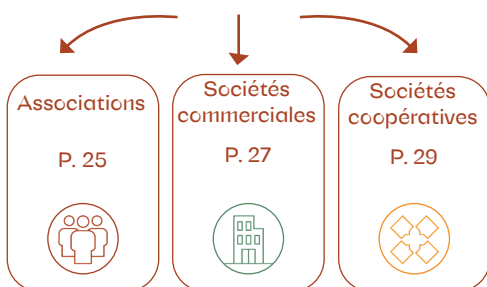 Associations
P. 25
Sociétés
commerciales
P. 27
Sociétés
coopératives
P. 29